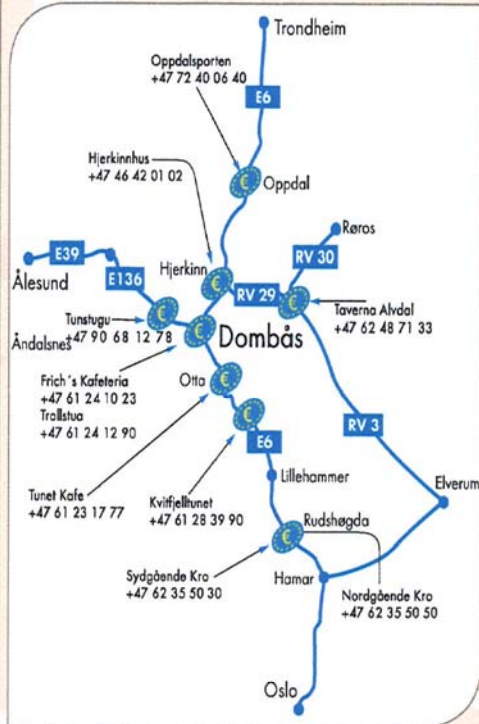 Trondheim
Oppdalsporten
+47 72 40 06 40
E6
Hjerkinnhus
+47 46 42 01 02
€
Oppdal
Røros
E39
RV 30
Ålesund
E136
Hjerkinn
€
RV 29
€
Taverna Alvdal
+47 62 48 71 33
€
Tunstugu
+47 90 68 12 78
Åndalsnes
€
Dombås
Frich´s Kafeteria
+47 61 24 10 23
Trollstua
+47 61 24 12 90
Otta
€
€
RV 3
E6
Tunet Kafe
+47 61 23 17 77
Kvitfjelltunet
+47 61 28 39 90
Lillehammer
Elverum
€
Rudshøgda
Sydgående Kro
+47 62 35 50 30
Hamar
Nordgående Kro
+47 62 35 50 50
Oslo